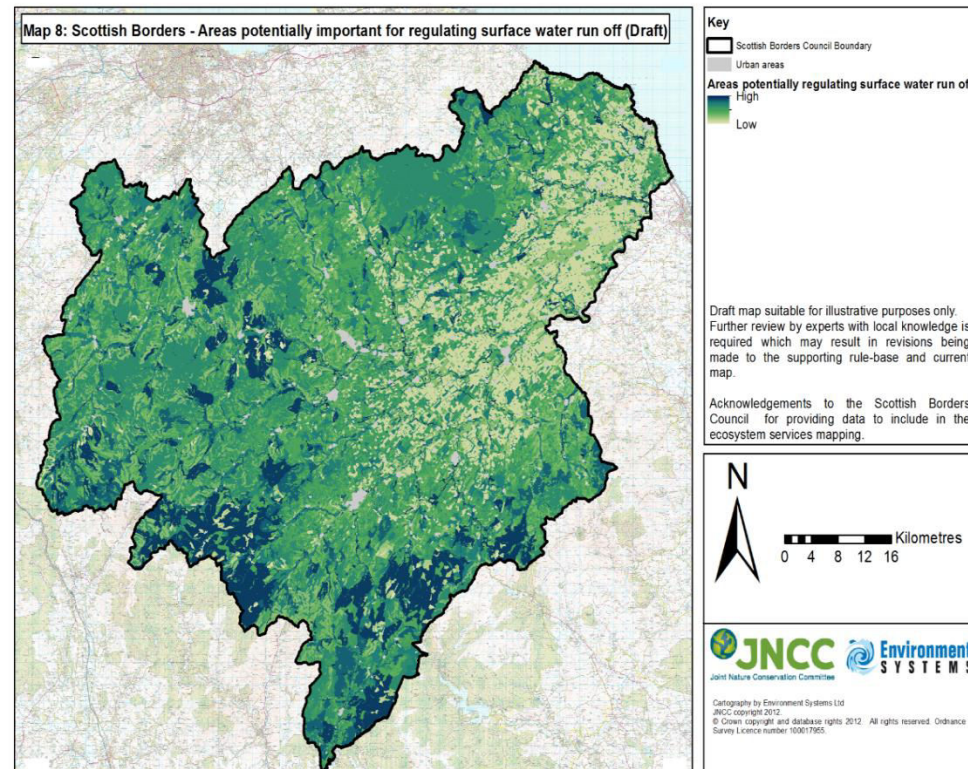 Map 8: Scottish Borders - Areas potentially important for regulating surface water run off (Draft)
Key
Scottish Borders Council Boundary
Urban areas
Areas potentially regulating surface water run of
High
Low
Draft map suitable for illustrative purposes only.
Further review by experts with local knowledge is
required which may result in revisions being
made to the supporting rule-base and current
map.
Acknowledgements to the Scottish Borders
Council for providing data to include in the
ecosystem services mapping.
N
Kilometres
0 4 8 12 16
JNCC
Joint Nature Conservation Committee
Environment
SYSTEMS
Cartography by Environment Systems Ltd
JNCC copyright 2012.
© Crown copyright and database rights 2012. All rights reserved. Ordnance
Survey Licence number 100017955.